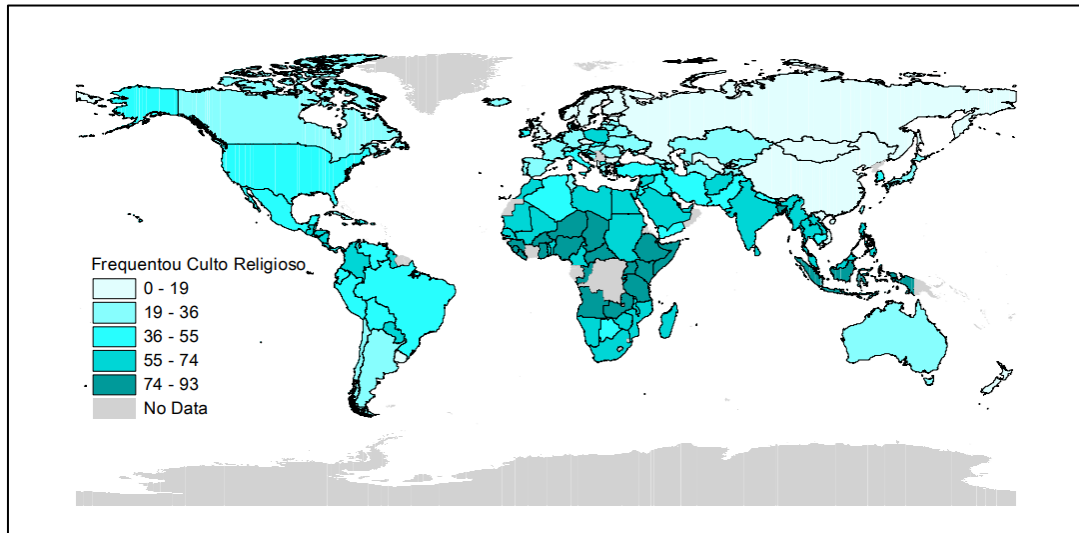 Frequentou Culto Religioso
0 - 19
19 - 36
36 - 55
55 - 74
74 - 93
No Data